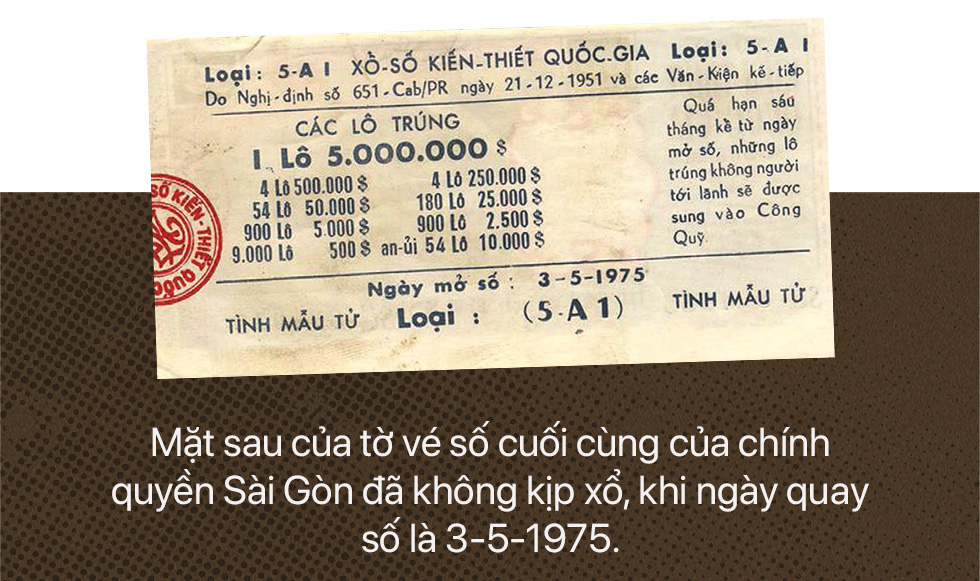 Loại: 5-A1 XỔ-SỐ KIẾN-THIẾT QUỐC-GIA Loại: 5-A1
Do Nghị-định số 651-Cab/PR ngày 21-12-1951 và các Văn-Kiện kế-tiếp
CÁC LÔ TRÚNG
1 Lô 5.000.000 $
4 Lô 500.000 $ 4 Lô 250.000 $
54 Lô 50.000 $ 180 Lô 25.000 $
900 Lô 5.000 $ 900 Lô 2.500 $
9.000 Lô 500 $ an-ủi 54 Lô 10.000 $
Quá hạn sáu
tháng kể từ ngày
mở số, những lô
trúng không người
tới lãnh sẽ được
sung vào Công
Quỹ
SỐ KIẾN-THIẾT QUỐC
Ngày mở số : 3-5-1975
TÌNH MẪU TỬ Loại : (5-A1) TÌNH MẪU TỬ
Mặt sau của tờ vé số cuối cùng của chính
quyền Sài Gòn đã không kịp xổ, khi ngày quay
số là 3-5-1975.